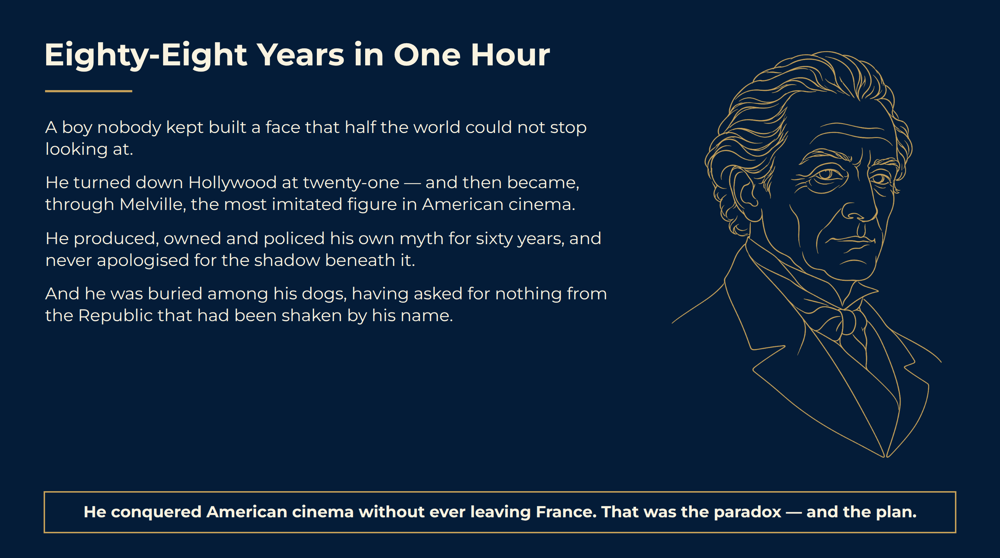 Eighty-Eight Years in One Hour
A boy nobody kept built a face that half the world could not stop
looking at.
He turned down Hollywood at twenty-one — and then became,
through Melville, the most imitated figure in American cinema.
He produced, owned and policed his own myth for sixty years, and
never apologised for the shadow beneath it.
And he was buried among his dogs, having asked for nothing from
the Republic that had been shaken by his name.
He conquered American cinema without ever leaving France. That was the paradox — and the plan.